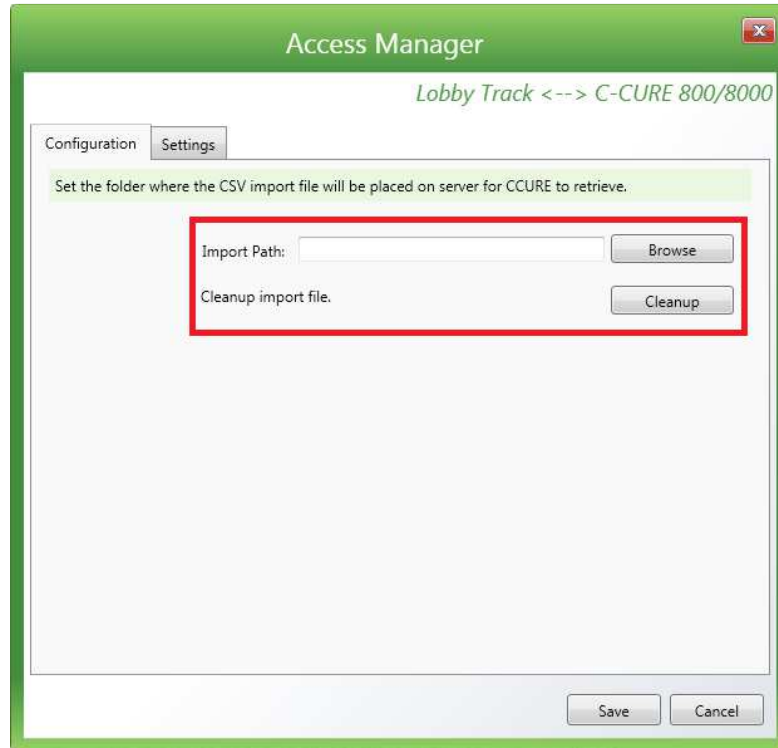 Access Manager
Lobby Track <--> C-CURE 800/8000
Configuration Settings
Set the folder where the CSV import file will be placed on server for CCURE to retrieve.
Import Path: Browse
Cleanup import file. Cleanup
Save Cancel